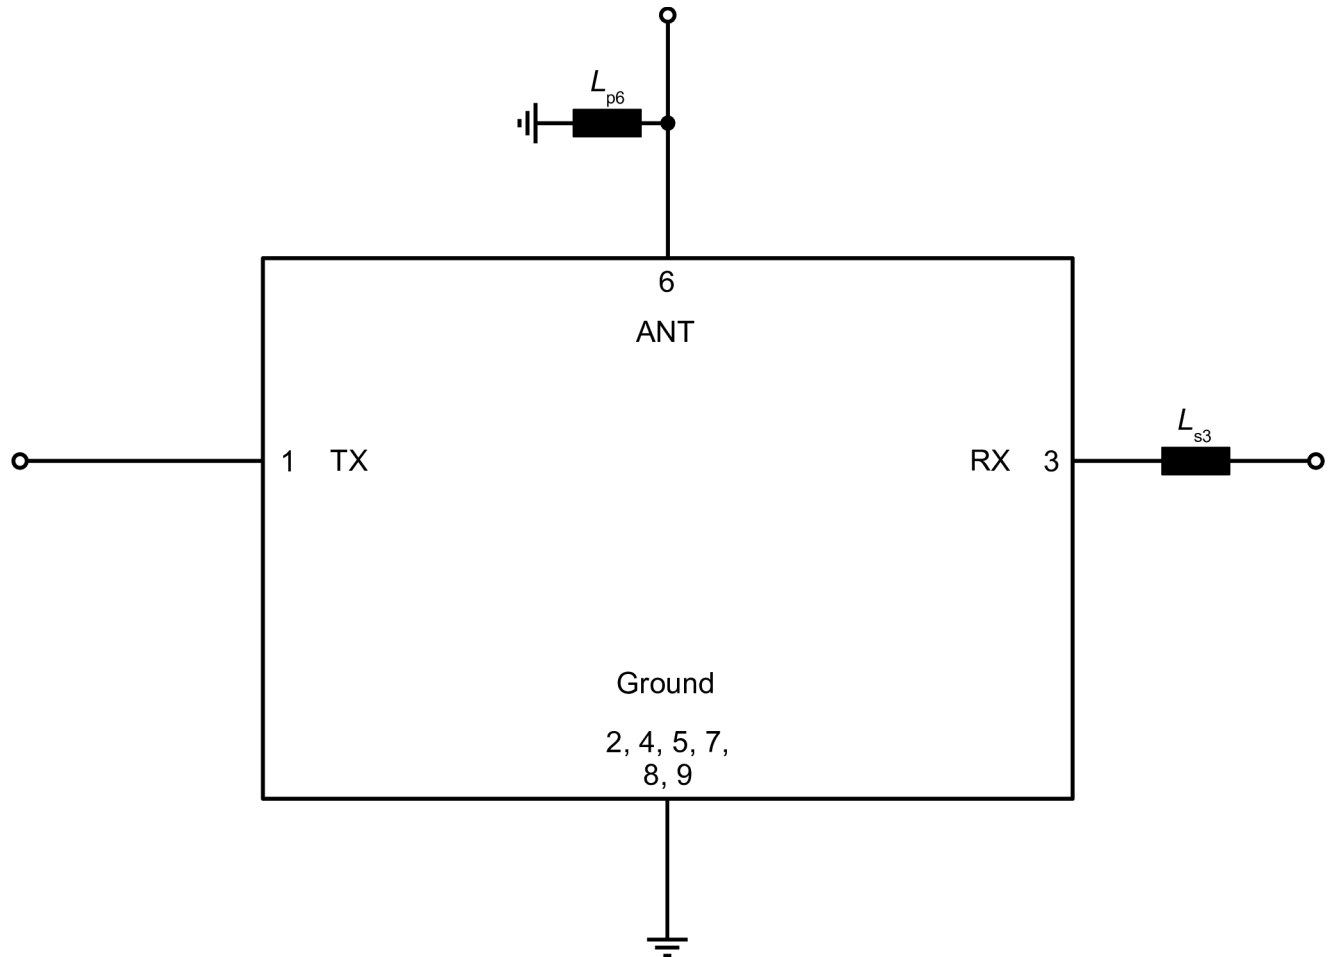 Lp6
6
ANT
1 TX
RX 3
Ls3
Ground
2, 4, 5, 7,
8, 9